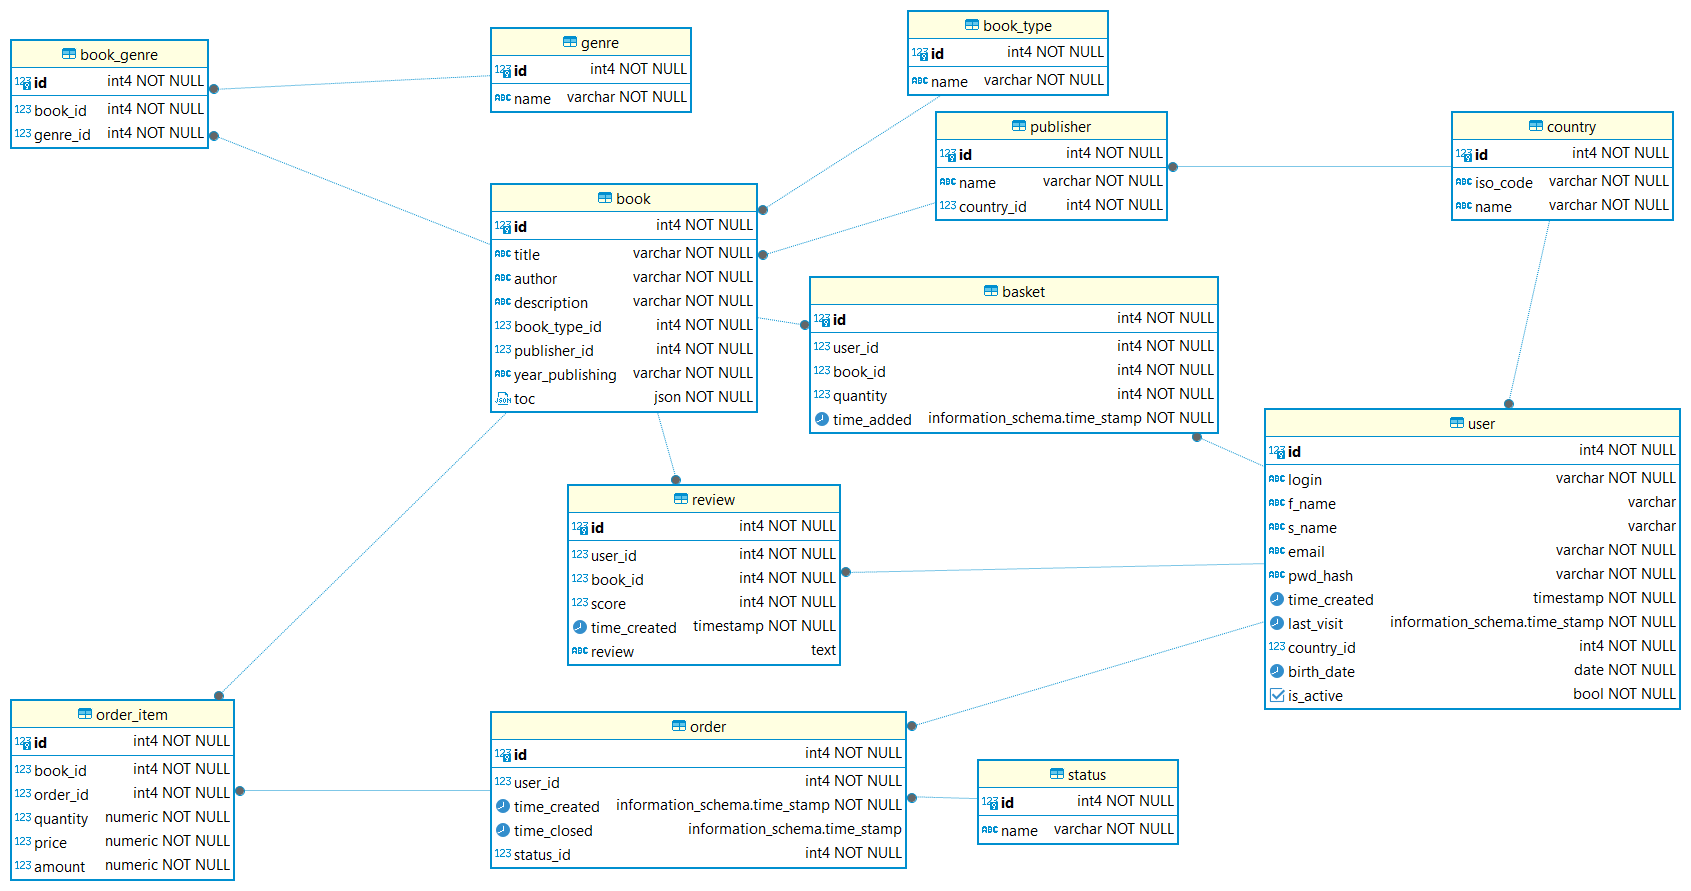 book_genre
id int4 NOT NULL
book_id int4 NOT NULL
genre_id int4 NOT NULL
genre
id int4 NOT NULL
name varchar NOT NULL
book_type
id int4 NOT NULL
name varchar NOT NULL
publisher
id int4 NOT NULL
name varchar NOT NULL
country_id int4 NOT NULL
country
id int4 NOT NULL
iso_code varchar NOT NULL
name varchar NOT NULL
book
id int4 NOT NULL
title varchar NOT NULL
author varchar NOT NULL
description varchar NOT NULL
book_type_id int4 NOT NULL
publisher_id int4 NOT NULL
year_publishing varchar NOT NULL
toc json NOT NULL
basket
id int4 NOT NULL
user_id int4 NOT NULL
book_id int4 NOT NULL
quantity int4 NOT NULL
time_added information_schema.time_stamp NOT NULL
user
id int4 NOT NULL
login varchar NOT NULL
f_name varchar
s_name varchar
email varchar NOT NULL
pwd_hash varchar NOT NULL
time_created timestamp NOT NULL
last_visit information_schema.time_stamp NOT NULL
country_id int4 NOT NULL
birth_date date NOT NULL
is_active bool NOT NULL
review
id int4 NOT NULL
user_id int4 NOT NULL
book_id int4 NOT NULL
score int4 NOT NULL
time_created timestamp NOT NULL
review text
order_item
id int4 NOT NULL
book_id int4 NOT NULL
order_id int4 NOT NULL
quantity numeric NOT NULL
price numeric NOT NULL
amount numeric NOT NULL
order
id int4 NOT NULL
user_id int4 NOT NULL
time_created information_schema.time_stamp NOT NULL
time_closed information_schema.time_stamp
status_id int4 NOT NULL
status
id int4 NOT NULL
name varchar NOT NULL